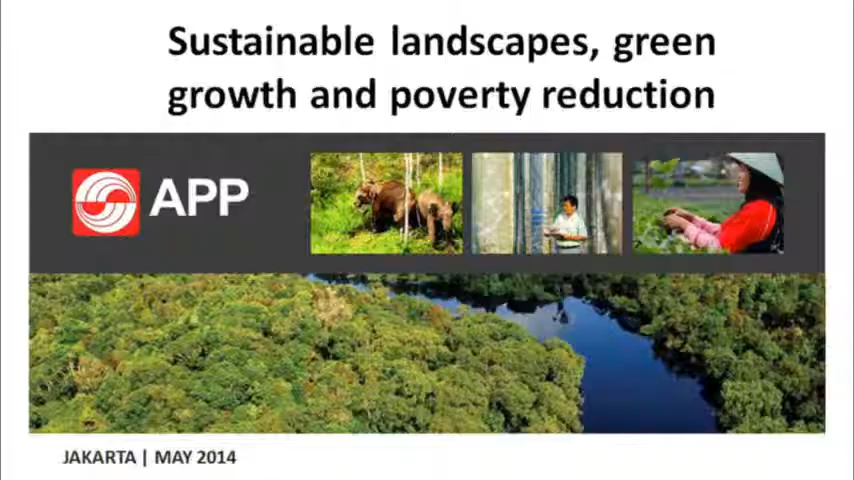 Sustainable landscapes, green
growth and poverty reduction
APP
JAKARTA | MAY 2014